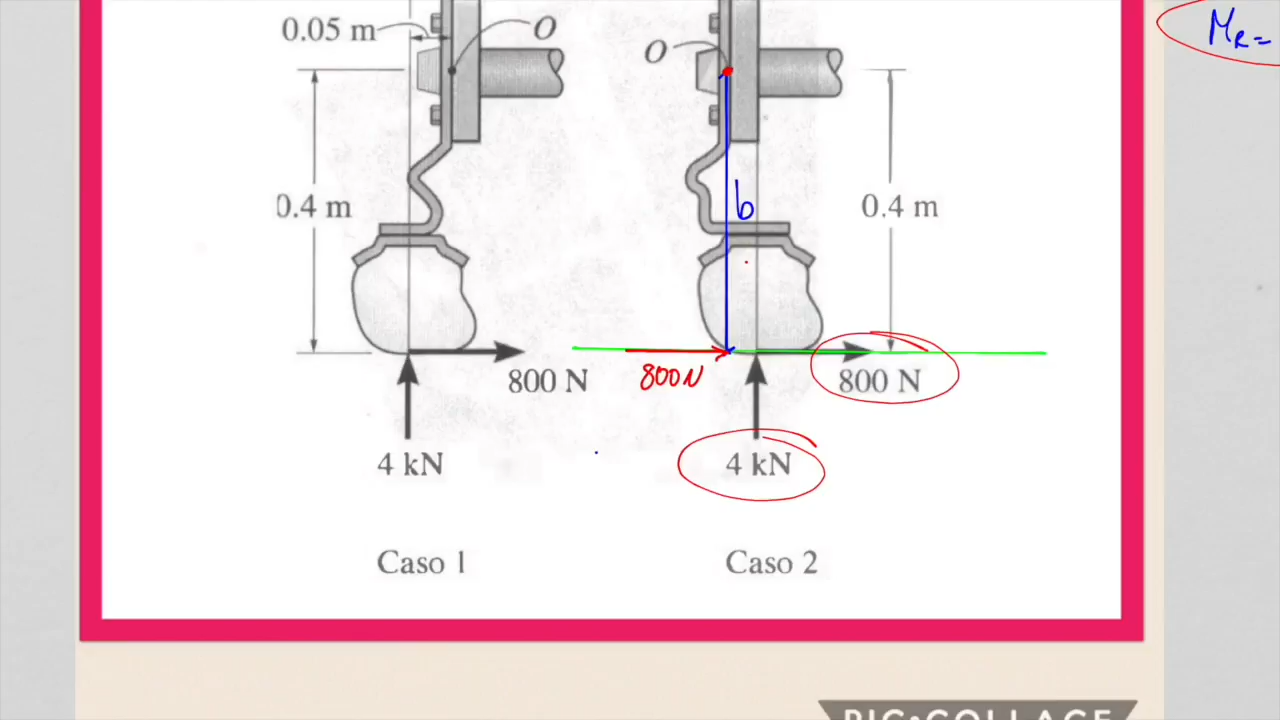 M_R=
0.05 m
O
O
0.4 m
b
0.4 m
800 N
800N
800 N
4 kN
4 kN
Caso 1
Caso 2
PIC•COLLAGE